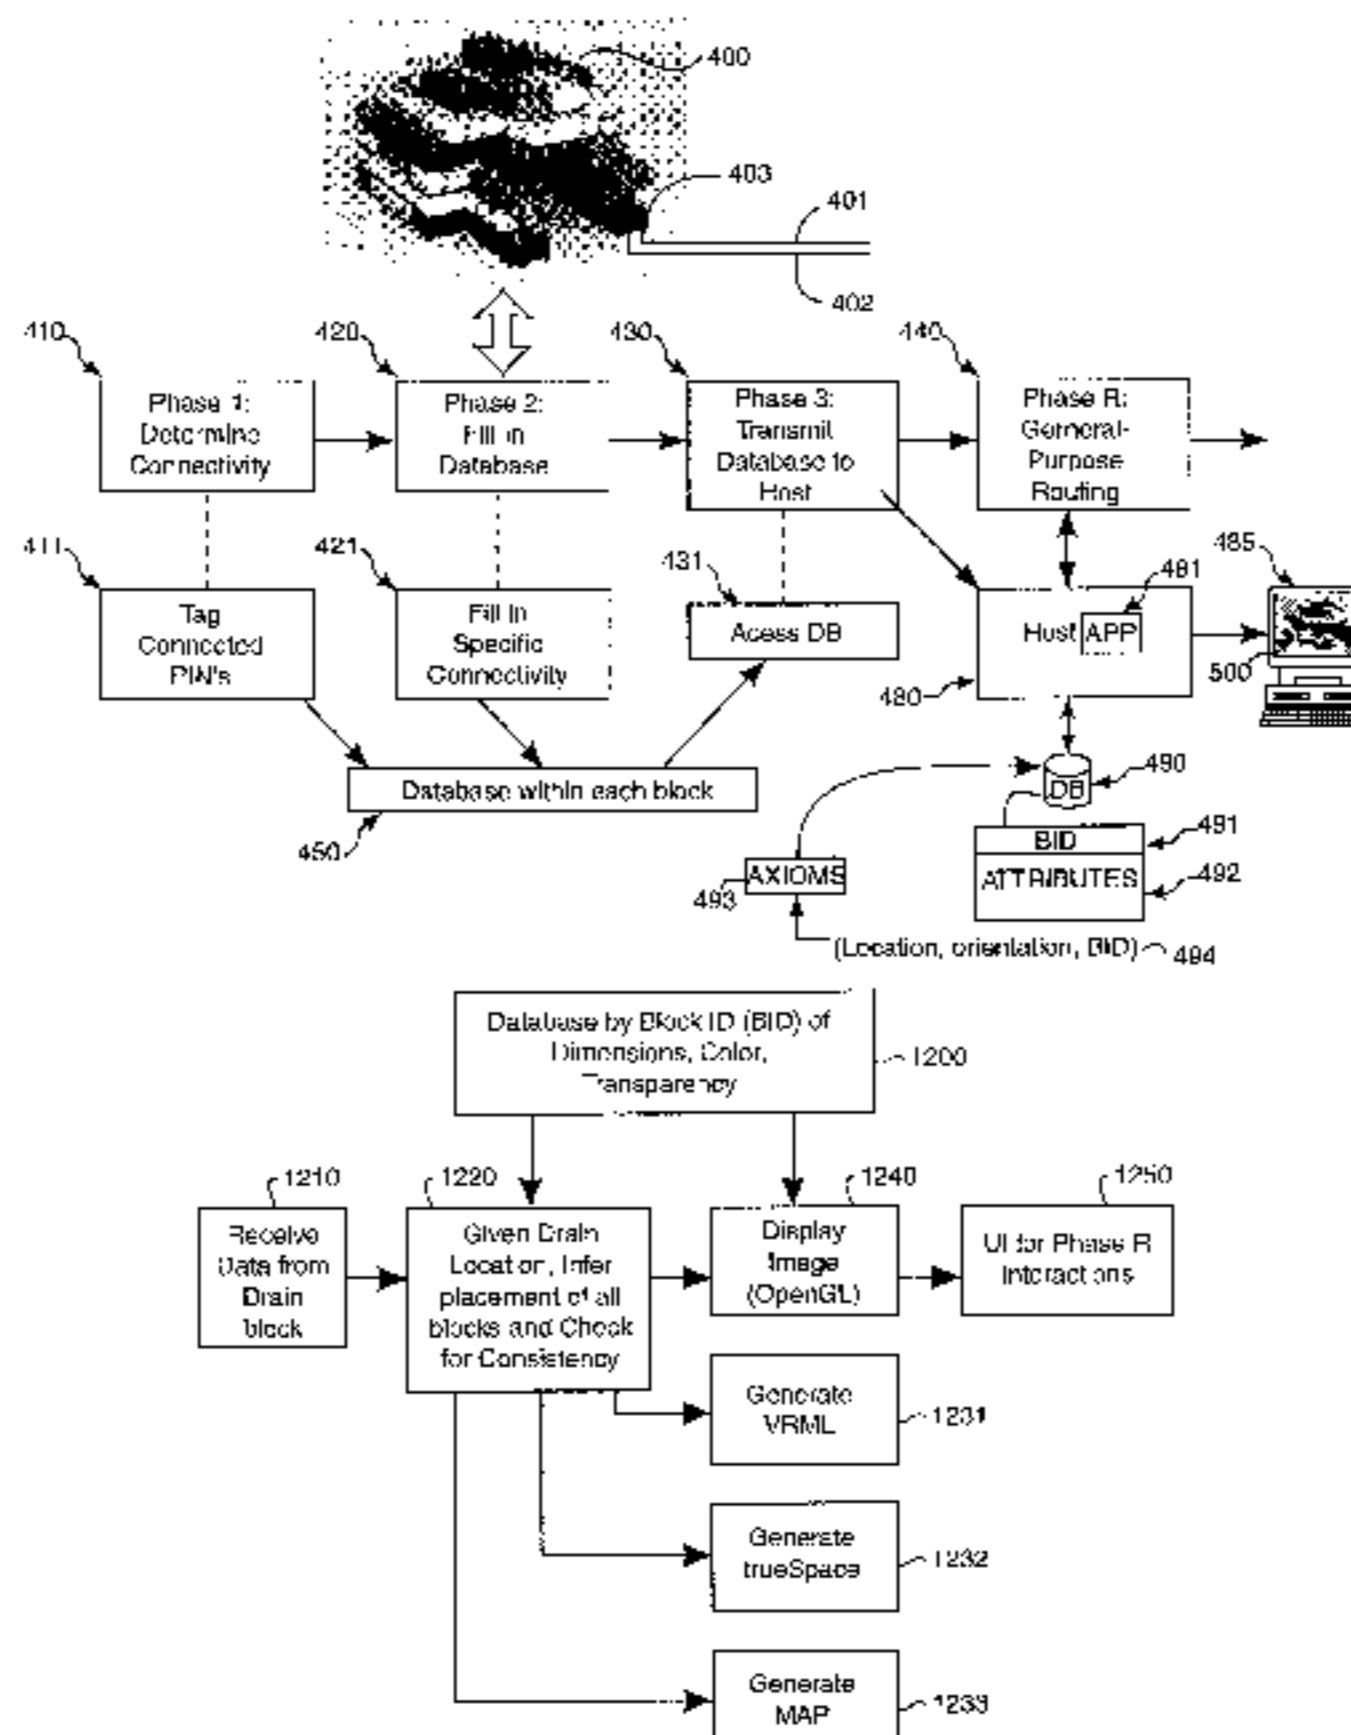 400
403
401
402
410
420
430
440
Phase 1:
Determine
Connectivity
Phase 2:
Fill in
Database
Phase 3:
Transmit
Database to
Host
Phase R:
General-
Purpose
Routing
411
421
431
481
485
Tag
Connected
PIN's
Fill in
Specific
Connectivity
Acess DB
Host
APP
500
480
Database within each block
450
DB
490
BID
491
ATTRIBUTES
492
AXIOMS
493
(Location, orientation, BID)
494
Database by Block ID (BID) of
Dimensions, Color,
Transparency
1200
1210
1220
1240
1250
Receive
Data from
Drain
block
Given Drain
Location, Infer
placement of all
blocks and Check
for Consistency
Display
Image
(OpenGL)
UI for Phase R
Interactions
Generate
VRML
1231
Generate
trueSpace
1232
Generate
MAP
1233